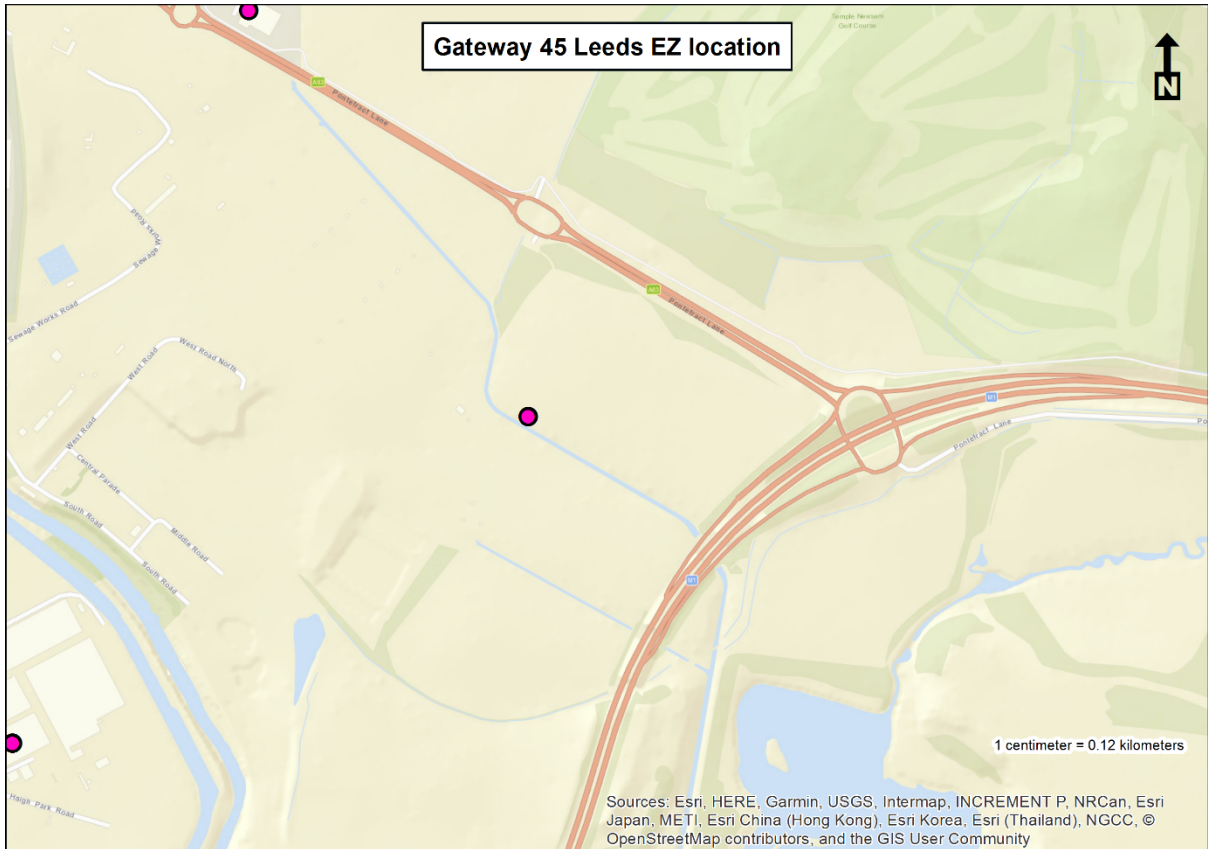 Temple Newsam
Golf Course
Gateway 45 Leeds EZ location
N
A63
Pontefract Lane
Sewage Works Road
Sewage Works Road
A63
Pontefract Lane
West Road North
West Road
West Road
M1
Pontefract Lane
Po
Central Parade
South Road
Middle Road
South Road
M1
1 centimeter = 0.12 kilometers
Haigh Park Road
Sources: Esri, HERE, Garmin, USGS, Intermap, INCREMENT P, NRCan, Esri
Japan, METI, Esri China (Hong Kong), Esri Korea, Esri (Thailand), NGCC, ©
OpenStreetMap contributors, and the GIS User Community